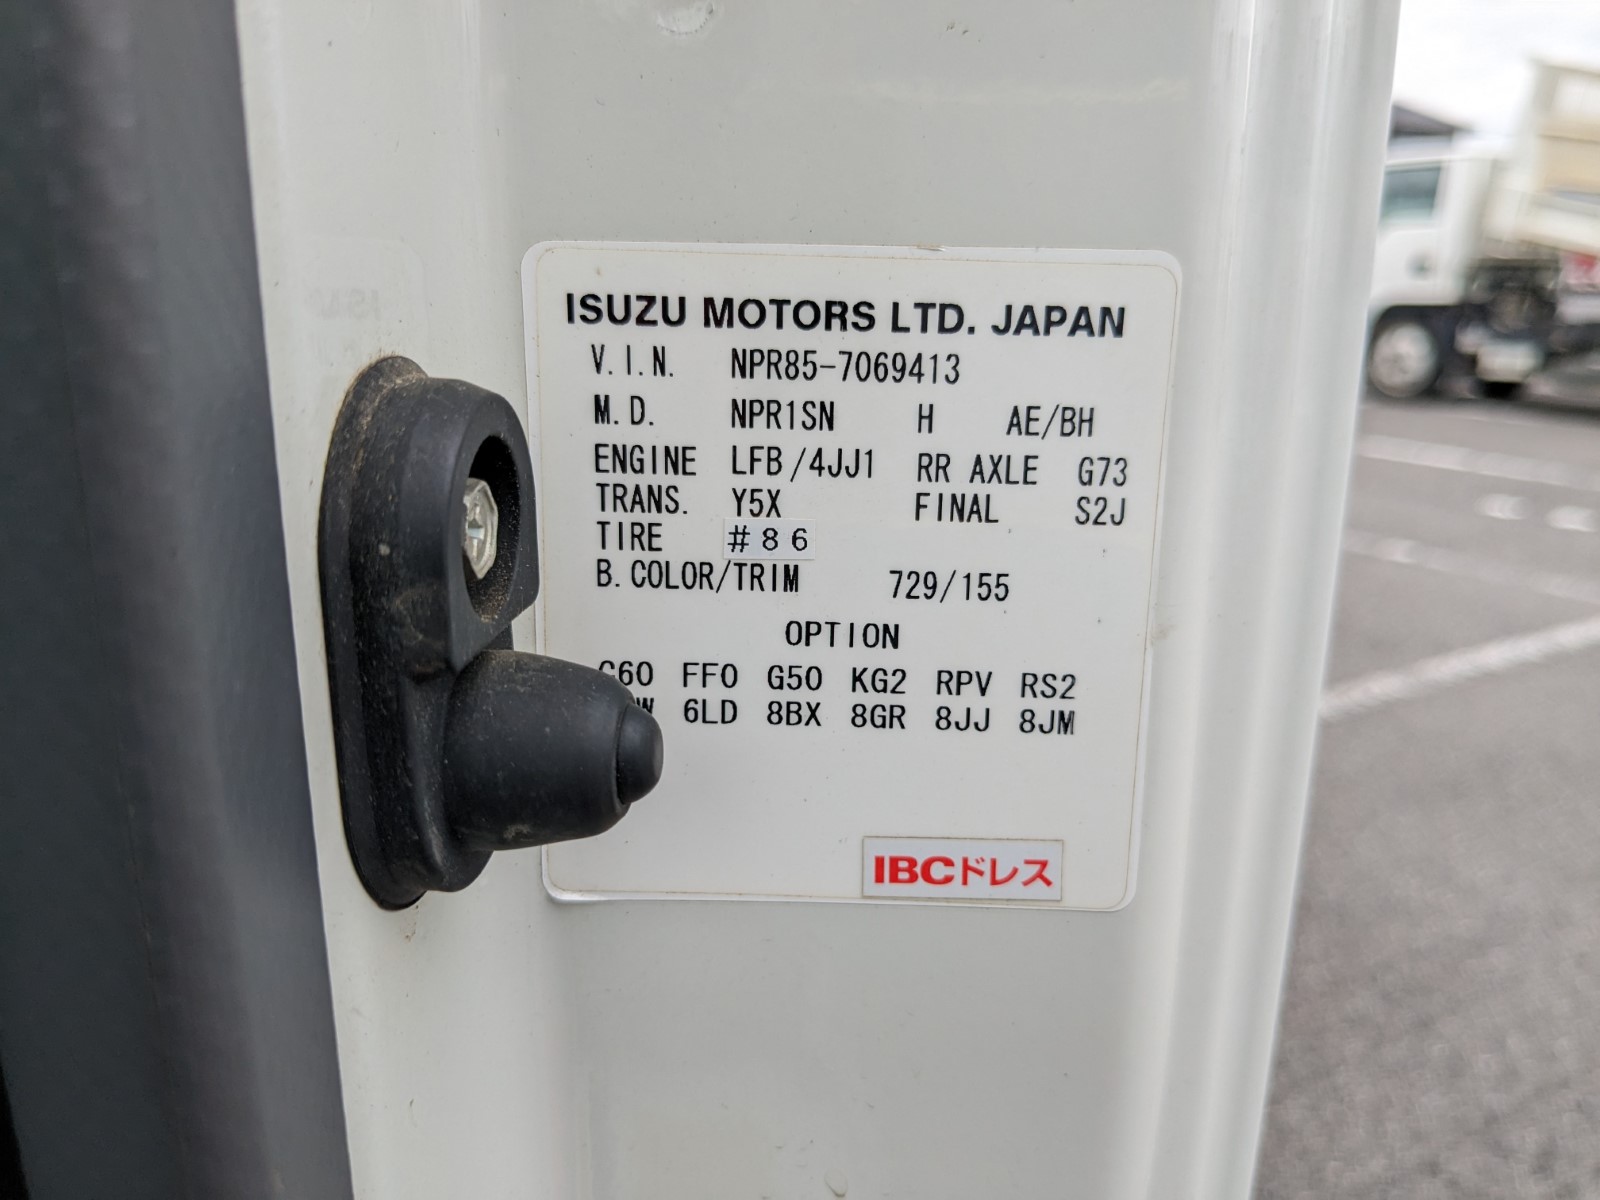 ISUZU MOTORS LTD. JAPAN
V.I.N. NPR85-7069413
M.D. NPR1SN H AE/BH
ENGINE LFB/4JJ1 RR AXLE G73
TRANS. Y5X FINAL S2J
TIRE #86
B.COLOR/TRIM 729/155
OPTION
FF0 G50 KG2 RPV RS2
6LD 8BX 8GR 8JJ 8JM
IBCドレス